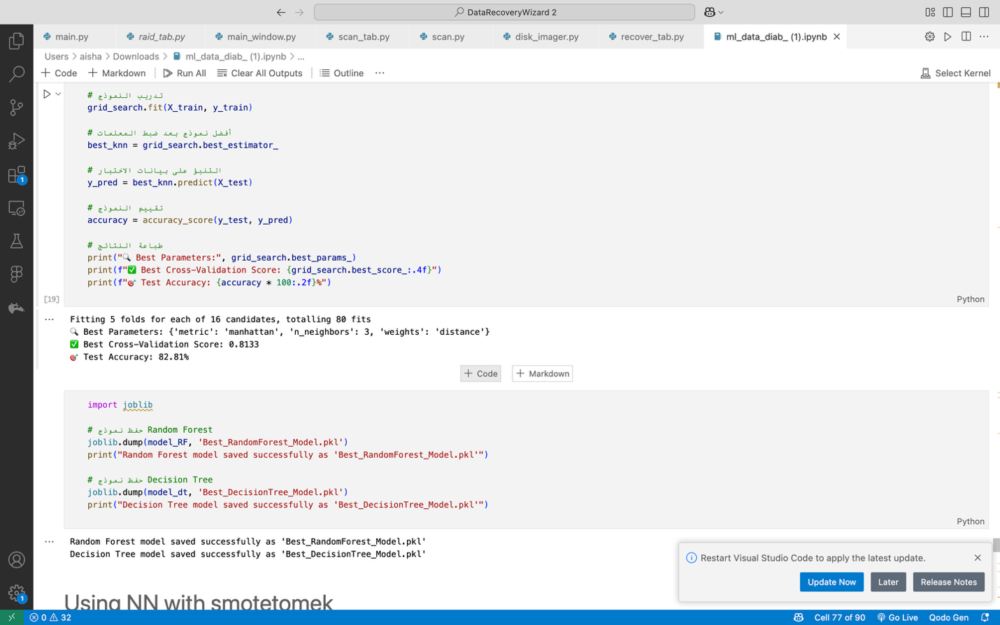 DataRecoveryWizard 2
main.py
raid_tab.py
main_window.py
scan_tab.py
scan.py
disk_imager.py
recover_tab.py
ml_data_diab_ (1).ipynb
Users > aisha > Downloads > ml_data_diab_ (1).ipynb > ...
+ Code + Markdown Run All Clear All Outputs Outline ...
Select Kernel
# تدريب النموذج
grid_search.fit(X_train, y_train)
# أفضل نموذج بعد ضبط المعلمات
best_knn = grid_search.best_estimator_
# التنبؤ على بيانات الاختبار
y_pred = best_knn.predict(X_test)
# تقييم النموذج
accuracy = accuracy_score(y_test, y_pred)
# طباعة النتائج
print("🔍 Best Parameters:", grid_search.best_params_)
print(f"✅ Best Cross-Validation Score: {grid_search.best_score_:.4f}")
print(f"🎯 Test Accuracy: {accuracy * 100:.2f}%")
[19]
Python
Fitting 5 folds for each of 16 candidates, totalling 80 fits
🔍 Best Parameters: {'metric': 'manhattan', 'n_neighbors': 3, 'weights': 'distance'}
✅ Best Cross-Validation Score: 0.8133
🎯 Test Accuracy: 82.81%
+ Code + Markdown
import joblib
# حفظ نموذج Random Forest
joblib.dump(model_RF, 'Best_RandomForest_Model.pkl')
print("Random Forest model saved successfully as 'Best_RandomForest_Model.pkl'")
# حفظ نموذج Decision Tree
joblib.dump(model_dt, 'Best_DecisionTree_Model.pkl')
print("Decision Tree model saved successfully as 'Best_DecisionTree_Model.pkl'")
Python
Random Forest model saved successfully as 'Best_RandomForest_Model.pkl'
Decision Tree model saved successfully as 'Best_DecisionTree_Model.pkl'
Using NN with smotetomek
Restart Visual Studio Code to apply the latest update.
Update Now
Later
Release Notes
1
1
0 32
Cell 77 of 90
Go Live
Qodo Gen